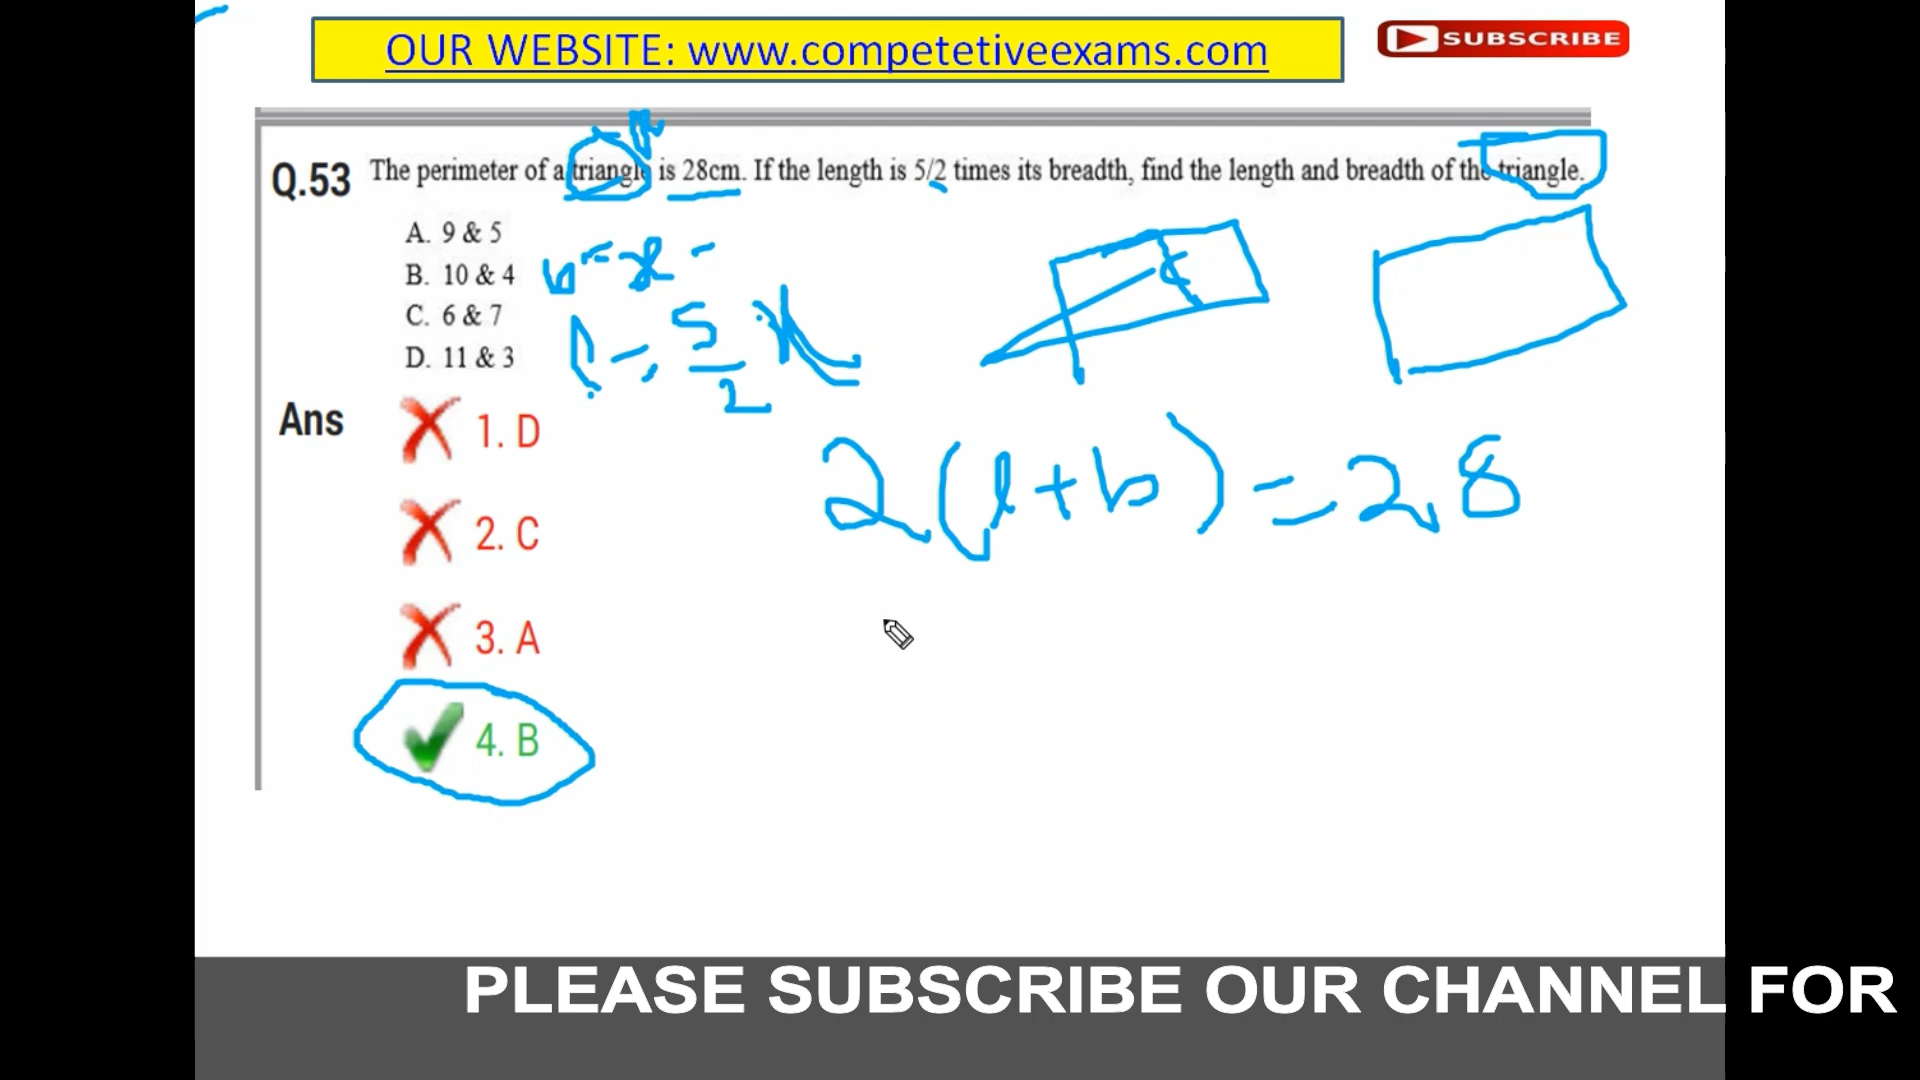 OUR WEBSITE: www.competetiveexams.com
SUBSCRIBE
Q.53 The perimeter of a triangle is 28cm. If the length is 5/2 times its breadth, find the length and breadth of the triangle.
A. 9 & 5
B. 10 & 4
C. 6 & 7
D. 11 & 3
b = x
l = 5/2 x
2(l+b) = 28
Ans
1. D
2. C
3. A
4. B
PLEASE SUBSCRIBE OUR CHANNEL FOR